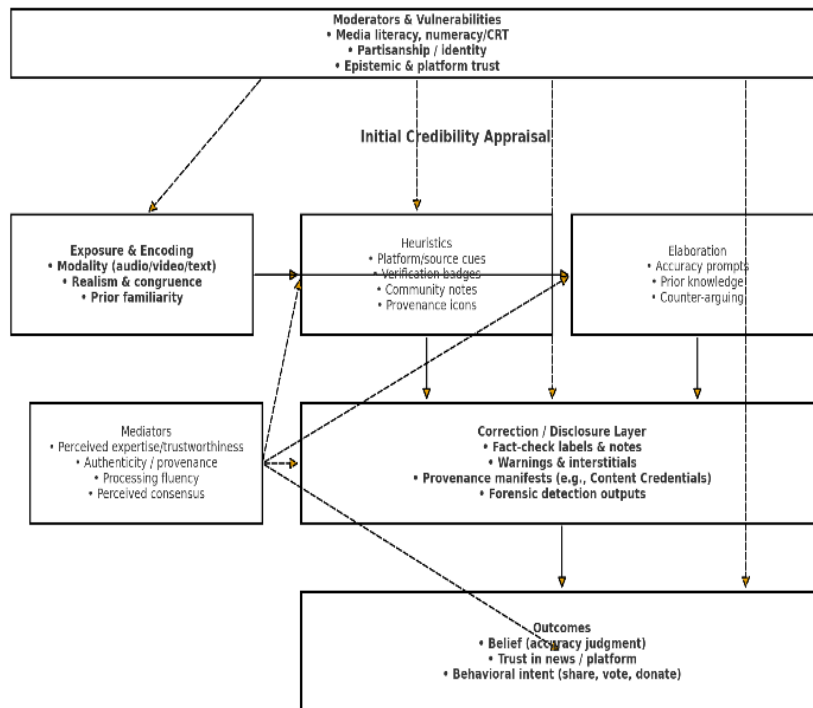 Moderators & Vulnerabilities
• Media literacy, numeracy/CRT
• Partisanship / identity
• Epistemic & platform trust
Initial Credibility Appraisal
Exposure & Encoding
• Modality (audio/video/text)
• Realism & congruence
• Prior familiarity
Heuristics
• Platform/source cues
• Verification badges
• Community notes
• Provenance icons
Elaboration
• Accuracy prompts
• Prior knowledge
• Counter-arguing
Mediators
• Perceived expertise/trustworthiness
• Authenticity / provenance
• Processing fluency
• Perceived consensus
Correction / Disclosure Layer
• Fact-check labels & notes
• Warnings & interstitials
• Provenance manifests (e.g., Content Credentials)
• Forensic detection outputs
Outcomes
• Belief (accuracy judgment)
• Trust in news / platform
• Behavioral intent (share, vote, donate)